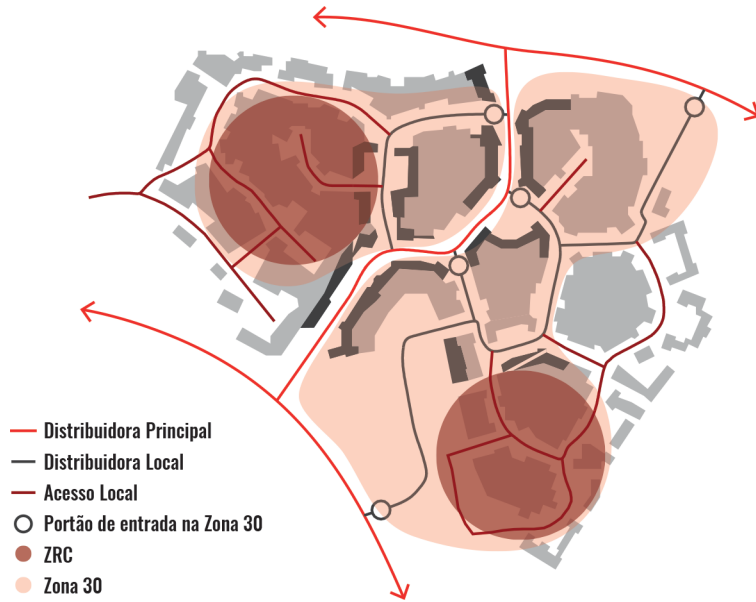 Distribuidora Principal
Distribuidora Local
Acesso Local
Portão de entrada na Zona 30
ZRC
Zona 30